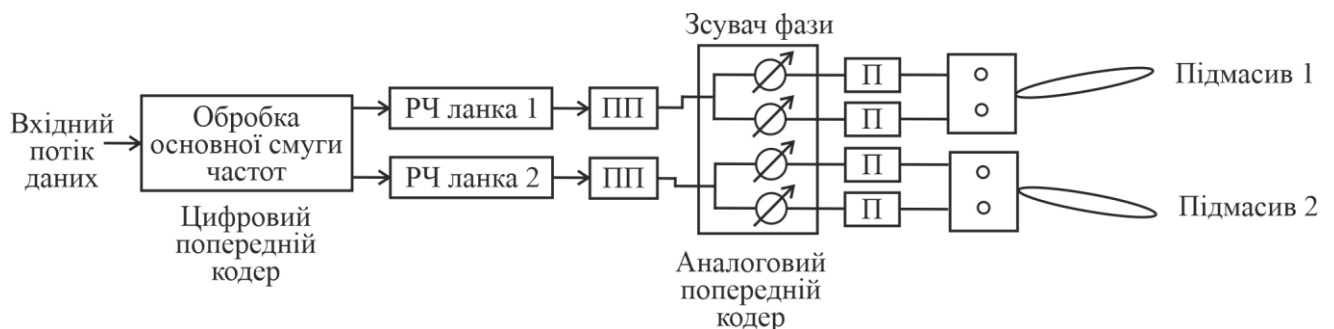 Зсувач фази
Вхідний
потік
даних
Обробка
основної смуги
частот
Цифровий
попередній
кодер
РЧ ланка 1
ПП
РЧ ланка 2
ПП
Аналоговий
попередній
кодер
П
П
П
П
Підмасив 1
Підмасив 2